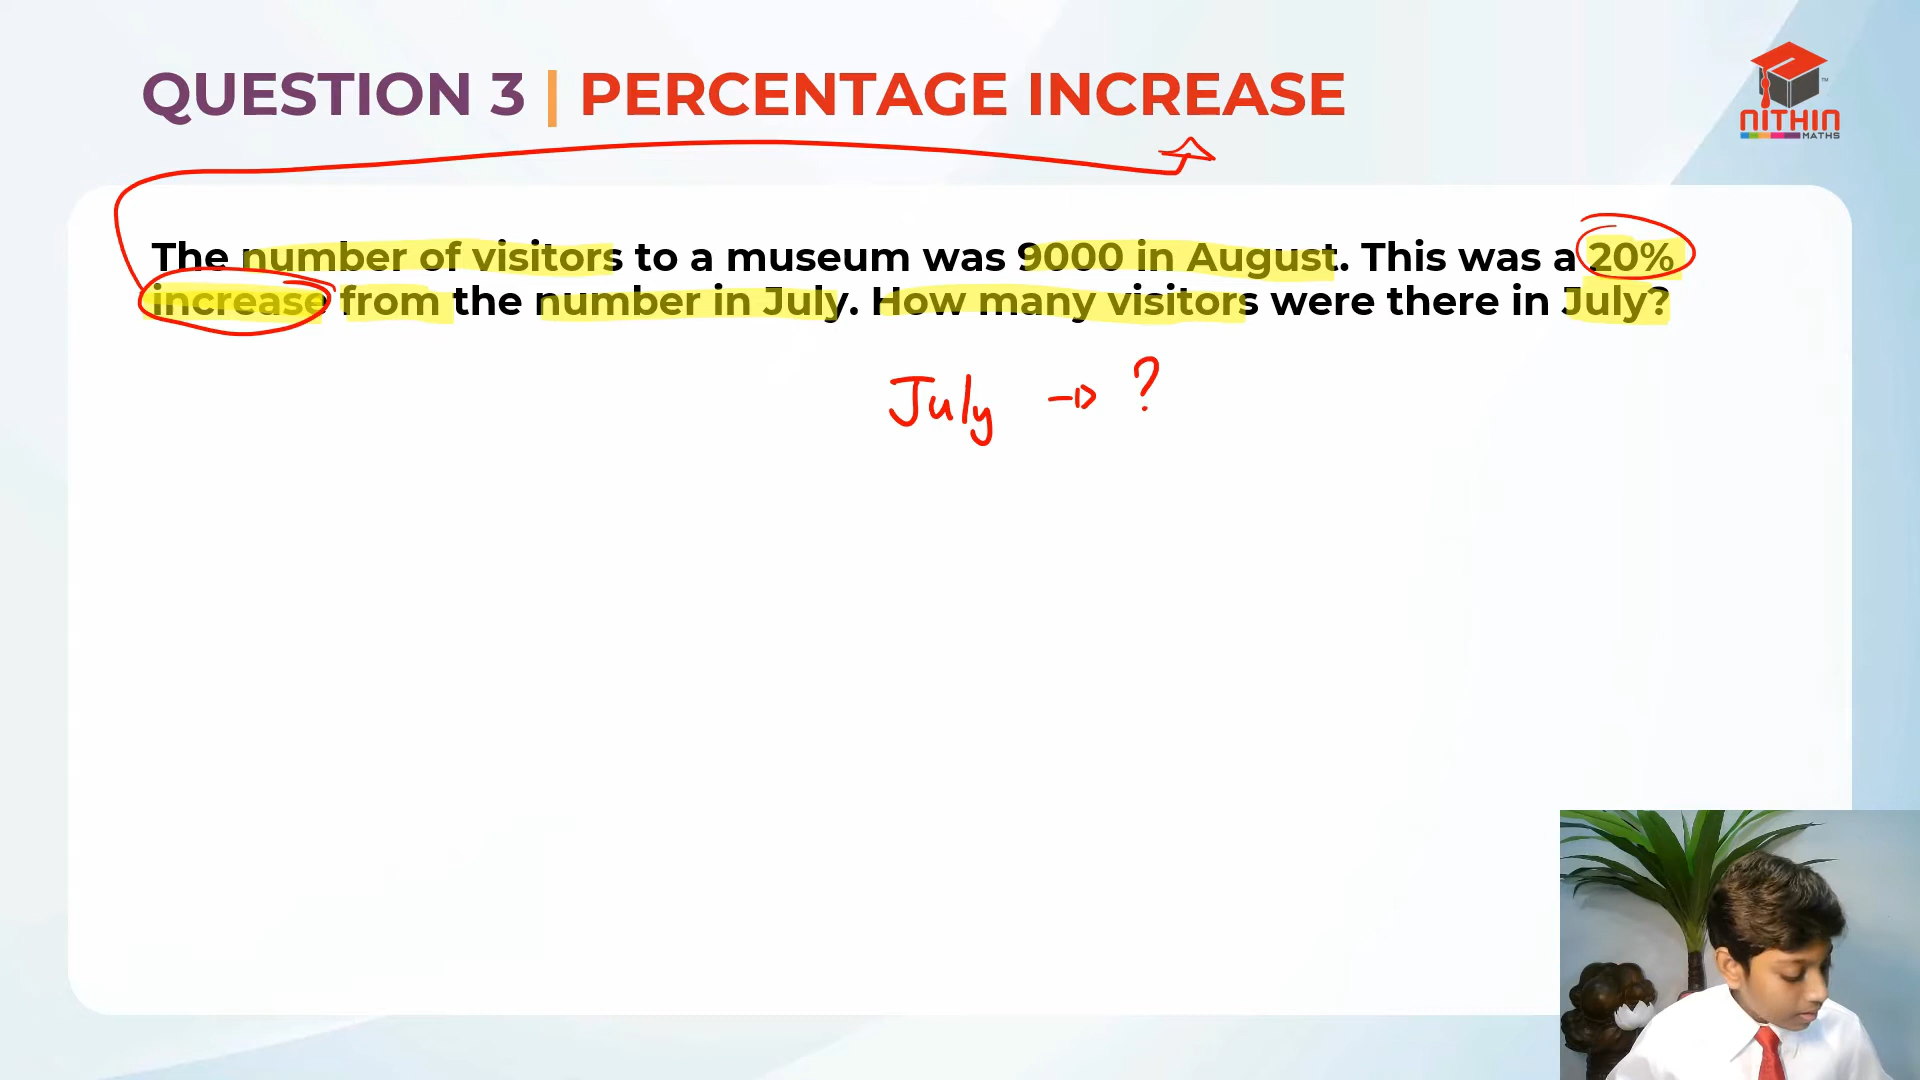 QUESTION 3 | PERCENTAGE INCREASE
NITHIN
MATHS
The number of visitors to a museum was 9000 in August. This was a 20%
increase from the number in July. How many visitors were there in July?
July → ?